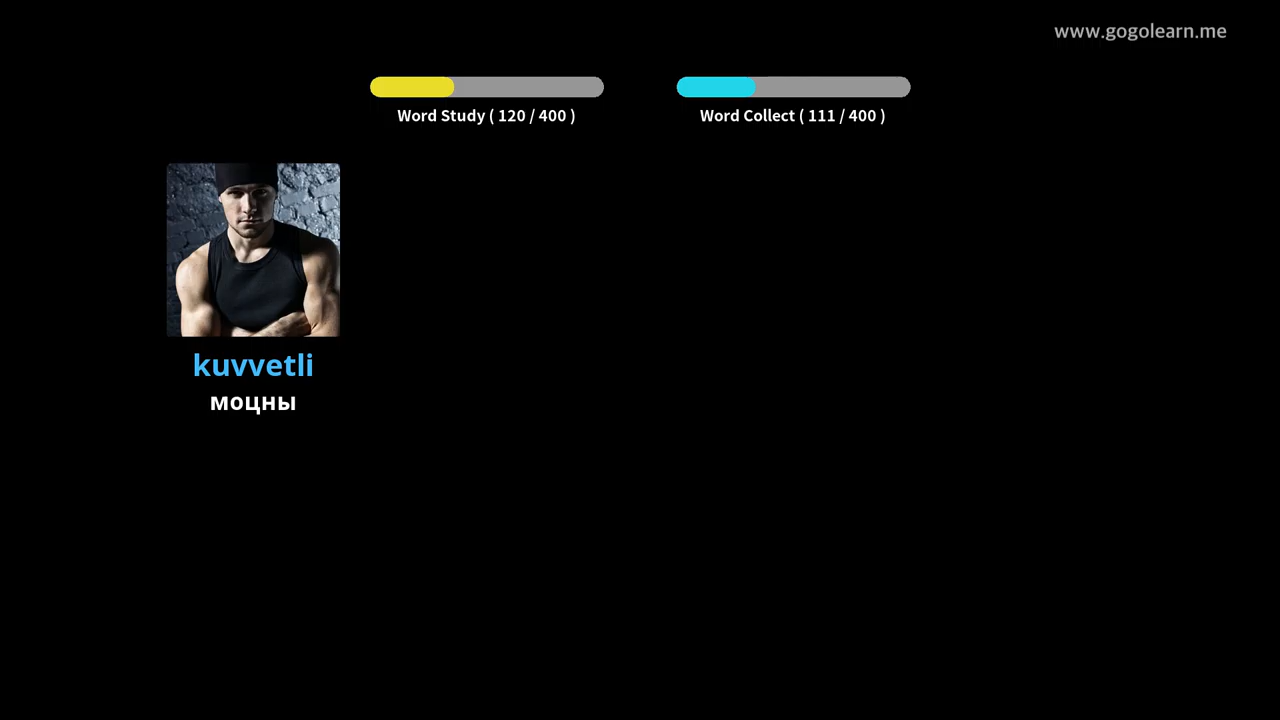 www.gogolearn.me
Word Study ( 120 / 400 )
Word Collect ( 111 / 400 )
kuvvetli
моцны